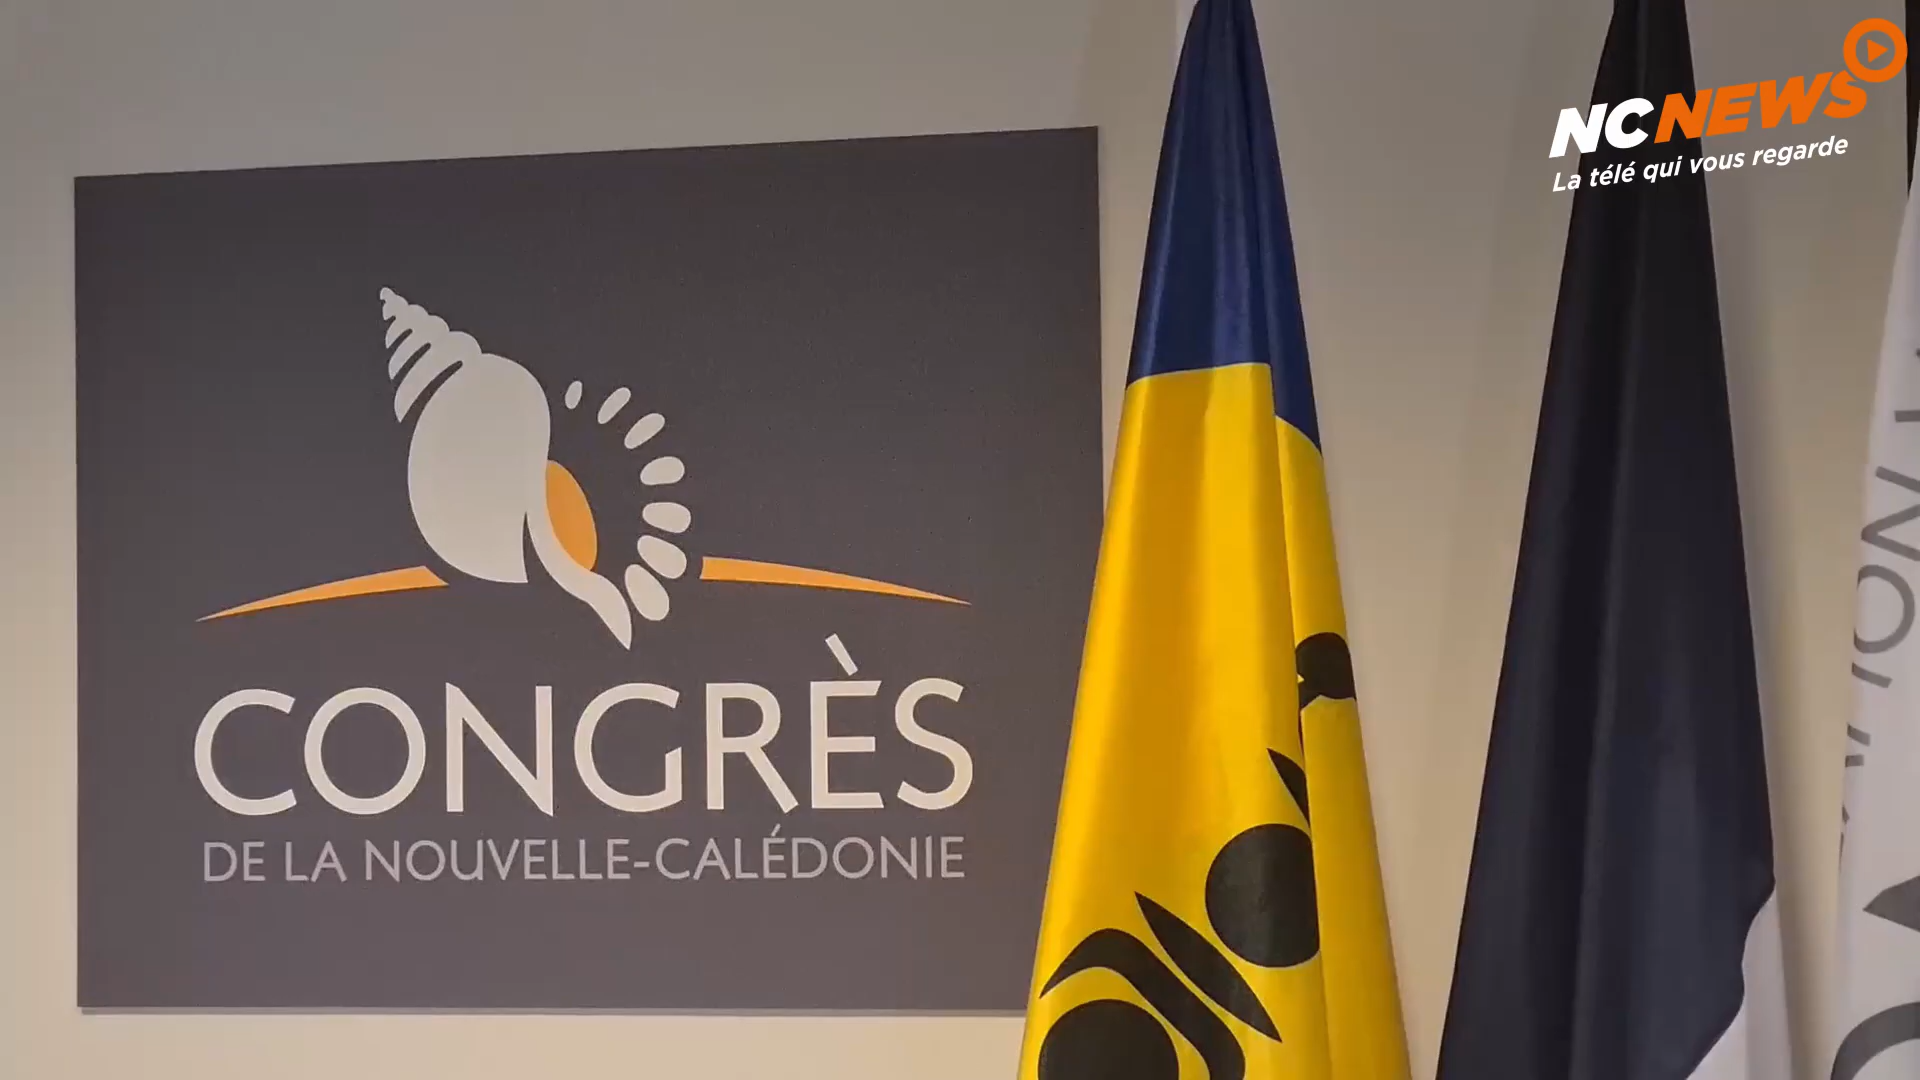 NCNEWS
La télé qui vous regarde
CONGRÈS
DE LA NOUVELLE-CALÉDONIE